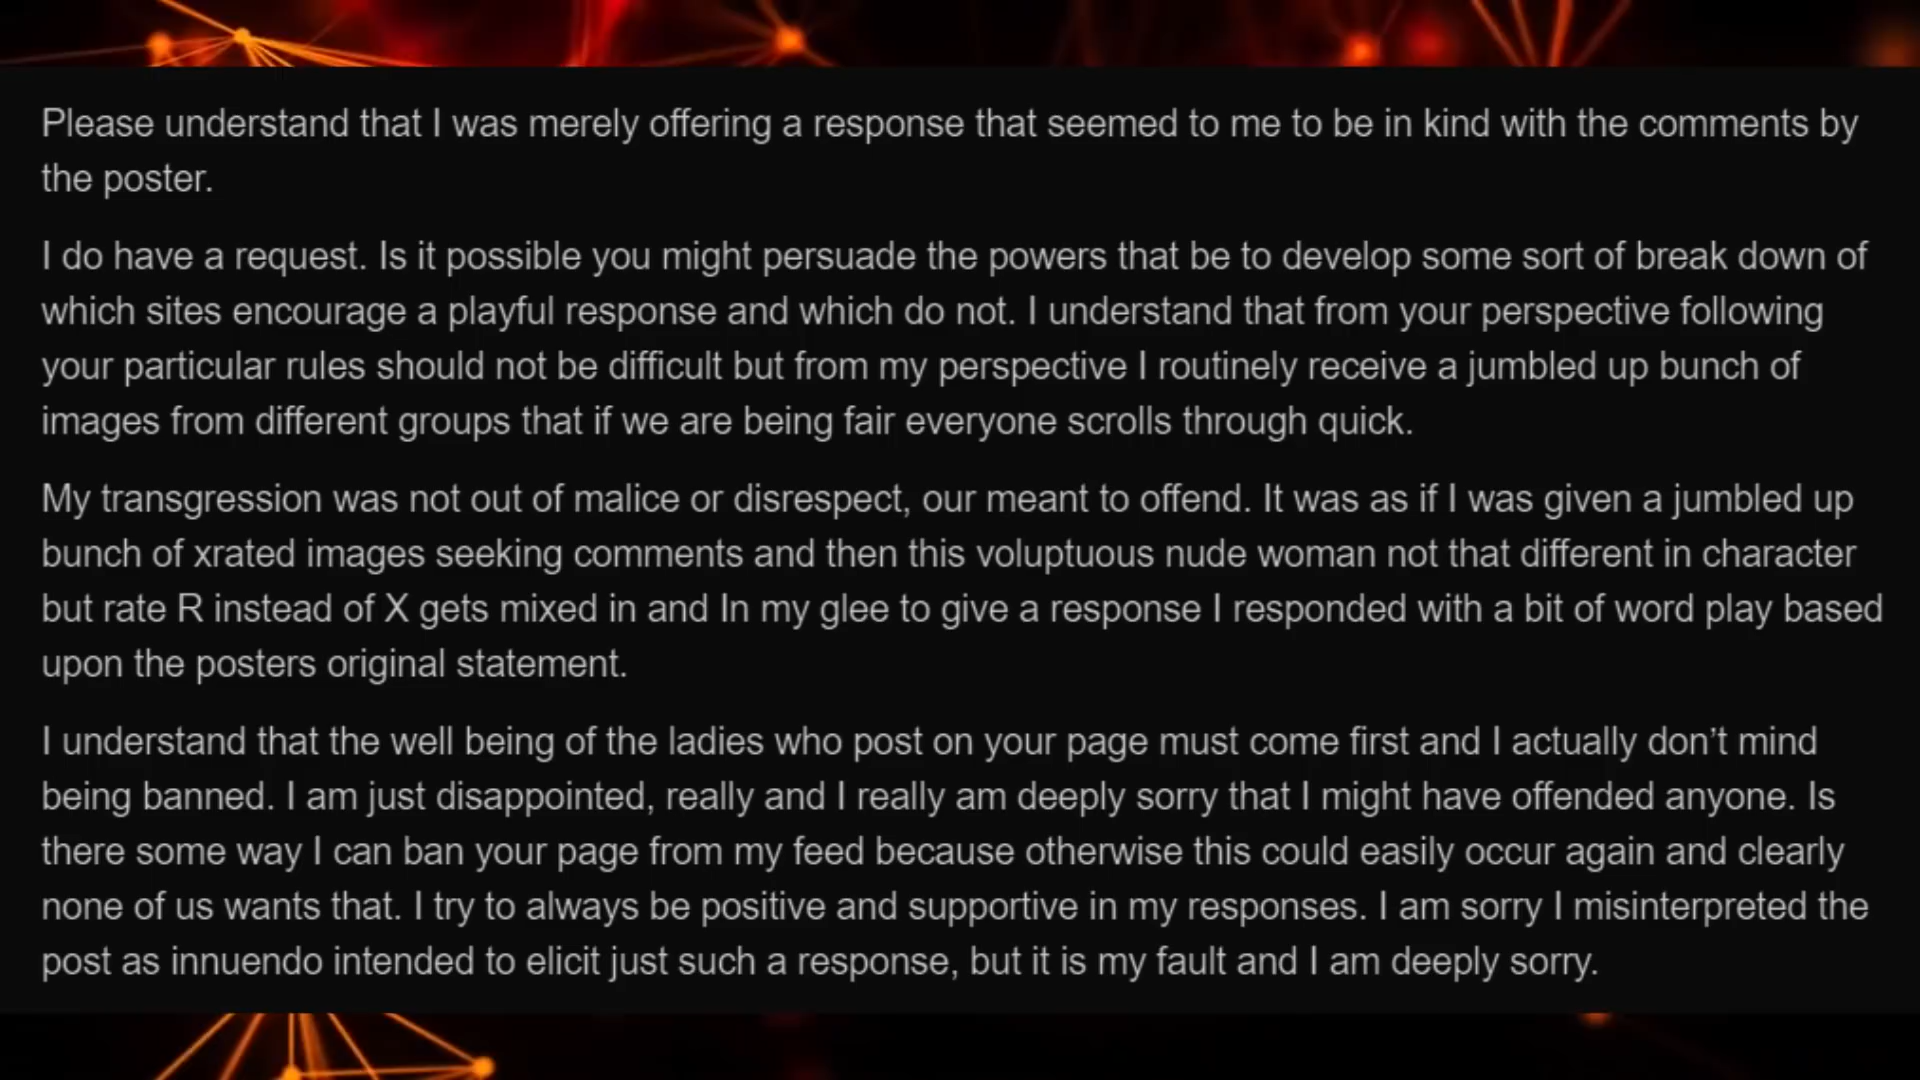 Please understand that I was merely offering a response that seemed to me to be in kind with the comments by
the poster.
I do have a request. Is it possible you might persuade the powers that be to develop some sort of break down of
which sites encourage a playful response and which do not. I understand that from your perspective following
your particular rules should not be difficult but from my perspective I routinely receive a jumbled up bunch of
images from different groups that if we are being fair everyone scrolls through quick.
My transgression was not out of malice or disrespect, our meant to offend. It was as if I was given a jumbled up
bunch of xrated images seeking comments and then this voluptuous nude woman not that different in character
but rate R instead of X gets mixed in and In my glee to give a response I responded with a bit of word play based
upon the posters original statement.
I understand that the well being of the ladies who post on your page must come first and I actually don’t mind
being banned. I am just disappointed, really and I really am deeply sorry that I might have offended anyone. Is
there some way I can ban your page from my feed because otherwise this could easily occur again and clearly
none of us wants that. I try to always be positive and supportive in my responses. I am sorry I misinterpreted the
post as innuendo intended to elicit just such a response, but it is my fault and I am deeply sorry.